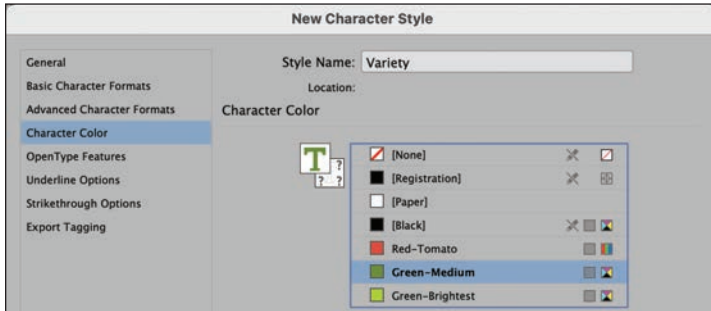 New Character Style
General
Basic Character Formats
Advanced Character Formats
Character Color
OpenType Features
Underline Options
Strikethrough Options
Export Tagging
Style Name: Variety
Location:
Character Color
T ? ? ?
[None]
[Registration]
[Paper]
[Black]
Red-Tomato
Green-Medium
Green-Brightest